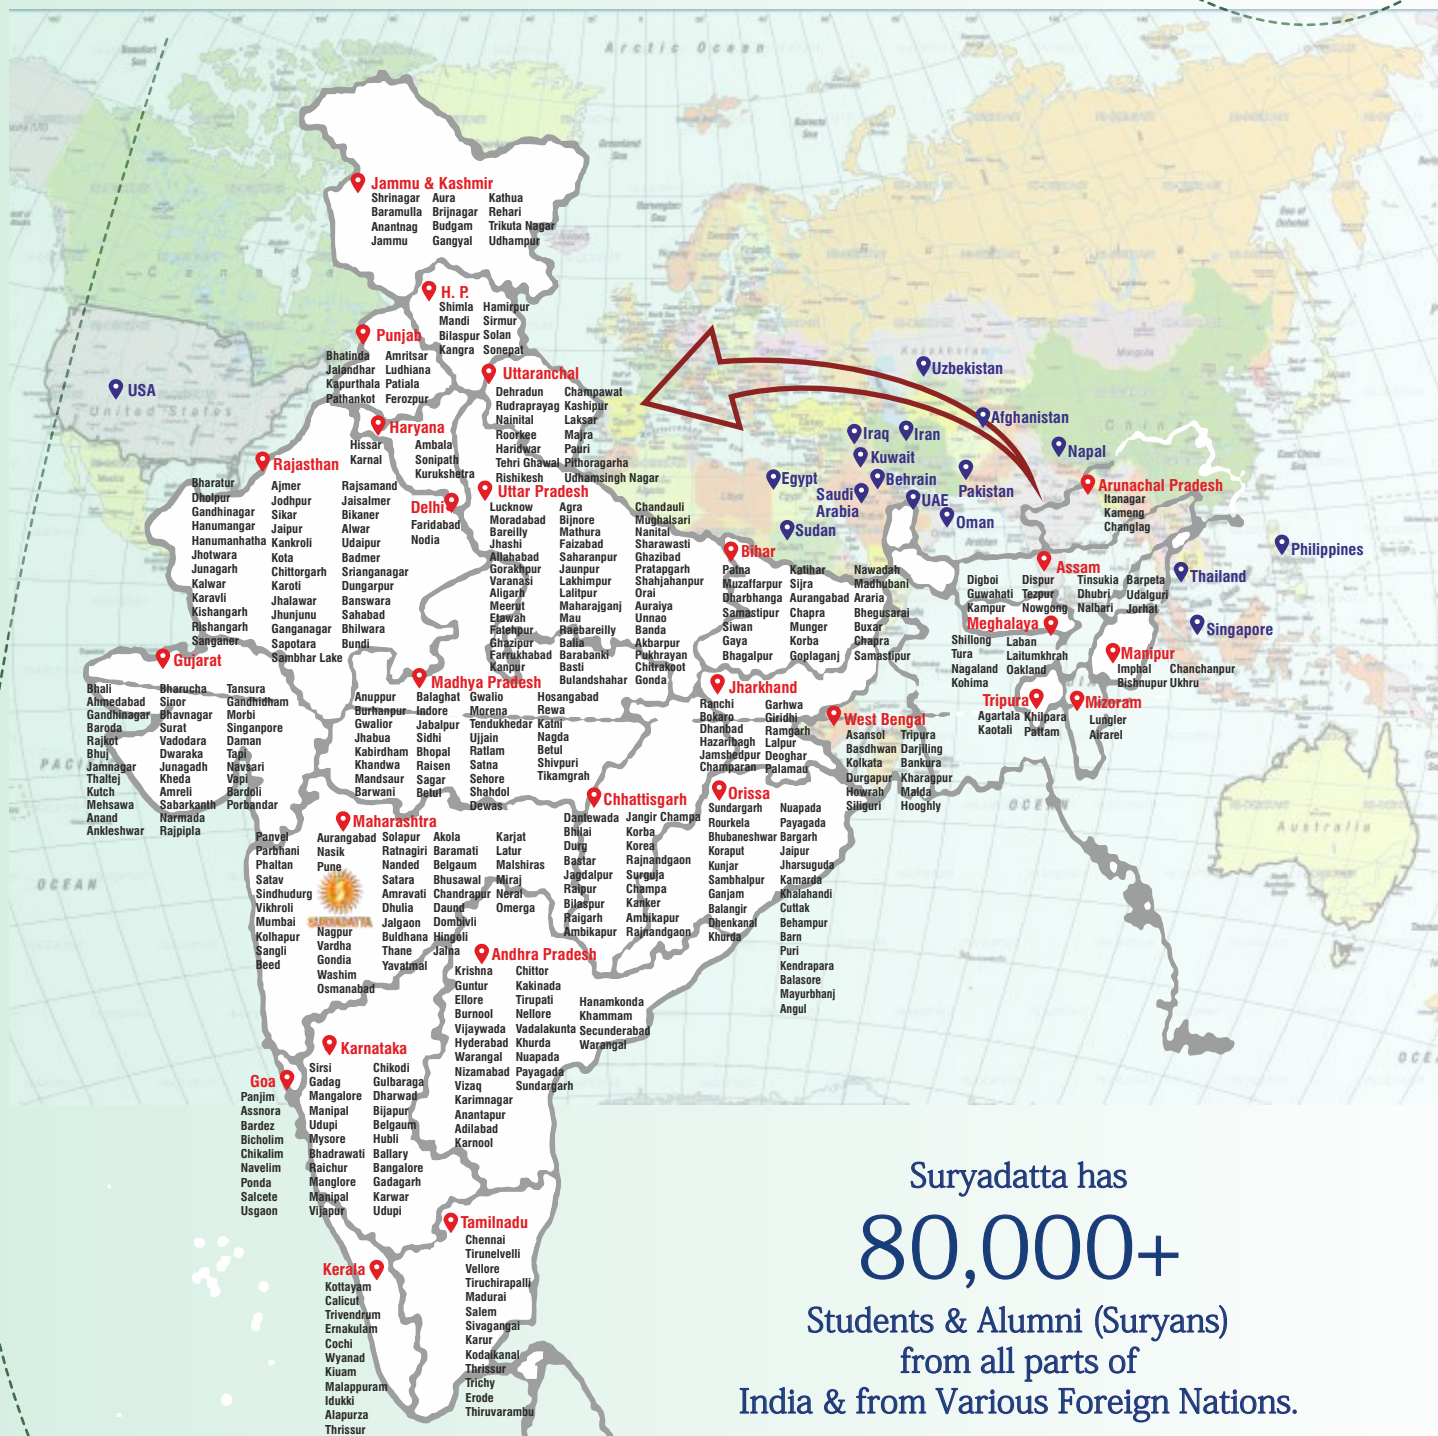 Arctic Ocean
Jammu & Kashmir
Shrinagar Aura Kathua
Baramulla Brijnagar Rehari
Anantnag Budgam Trikuta Nagar
Jammu Gangyal Udhampur
H. P.
Shimla Hamirpur
Mandi Sirmur
Bilaspur Solan
Kangra Sonepat
Punjab
Bhatinda Amritsar
Jalandhar Ludhiana
Kapurthala Patiala
Pathankot Ferozpur
Uttaranchal
Dehradun Champawat
Rudraprayag Kashipur
Nainital Laksar
Roorkee Majra
Haridwar Pauri
Tehri Ghawal Pithoragarha
Rishikesh Udhamsingh Nagar
USA
United States
Canada
Haryana
Hissar Ambala
Karnal Sonipath
Kurukshetra
Rajasthan
Bharatur
Dholpur
Gandhinagar
Hanumangar
Hanumanhatha
Jhotwara
Junagarh
Kalwar
Karavli
Kishangarh
Rishangarh
Sanganer
Ajmer
Jodhpur
Sikar
Jaipur
Kankroli
Kota
Chittorgarh
Karoti
Jhalawar
Jhunjunu
Ganganagar
Sapotara
Sambhar Lake
Rajsamand
Jaisalmer
Bikaner
Alwar
Udaipur
Badmer
Srianganagar
Dungarpur
Banswara
Sahabad
Bhilwara
Bundi
Delhi
Faridabad
Nodia
Uttar Pradesh
Lucknow Agra Chandauli
Moradabad Bijnore Mughalsari
Bareilly Mathura Nanital
Jhashi Faizabad Sharawasti
Allahabad Saharanpur Ghazibad
Gorakhpur Jaunpur Pratapgarh
Varanasi Lakhimpur Shahjahanpur
Aligarh Lalitpur Orai
Meerut Maharajganj Auraiya
Etawah Mau Unnao
Fatehpur Raebareilly Banda
Ghazipur Balia Akbarpur
Farrukhabad Barabanki Pukhrayan
Kanpur Basti Chitrakoot
Bulandshahar Gonda
Uzbekistan
Afghanistan
Iraq
Iran
Kuwait
Napal
Egypt
Behrain
Saudi
Arabia
Pakistan
UAE
Oman
Sudan
Philippines
Thailand
Singapore
Arunachal Pradesh
Itanagar
Kameng
Changlag
Bihar
Patna Katihar Nawadah
Muzaffarpur Sijra Madhubani
Dharbhanga Aurangabad Araria
Samastipur Chapra Bhegusarai
Siwan Munger Buxar
Gaya Korba Chapra
Bhagalpur Goplaganj Samastipur
Assam
Digboi Dispur Tinsukia Barpeta
Guwahati Tezpur Dhubri Udalguri
Kampur Nowgong Nalbari Jorhat
Meghalaya
Shillong Laban
Tura Laitumkhrah
Nagaland Oakland
Kohima
Manipur
Imphal Chanchanpur
Bishnupur Ukhru
Tripura
Agartala Khilpara
Kaotali Pattam
Mizoram
Lungler
Airarel
Gujarat
Bhali
Ahmedabad
Gandhinagar
Baroda
Rajkot
Bhuj
Jamnagar
Thaltej
Kutch
Mehsawa
Anand
Ankleshwar
Bharucha
Sinor
Bhavnagar
Surat
Vadodara
Dwaraka
Junagadh
Kheda
Amreli
Sabarkanth
Narmada
Rajpipla
Tansura
Gandhidham
Morbi
Singanpore
Daman
Tapi
Navsari
Vapi
Bardoli
Porbandar
Madhya Pradesh
Anuppur
Burhanpur
Gwalior
Jhabua
Kabirdham
Khandwa
Mandsaur
Barwani
Balaghat
Indore
Jabalpur
Sidhi
Bhopal
Raisen
Sagar
Betul
Gwalio
Morena
Tendukhedar
Ujjain
Ratlam
Satna
Sehore
Shahdol
Dewas
Hosangabad
Rewa
Katni
Nagda
Betul
Shivpuri
Tikamgrah
Jharkhand
Ranchi Garhwa
Bokaro Giridhi
Dhanbad Ramgarh
Hazaribagh Lalpur
Jamshedpur Deoghar
Champaran Palamau
West Bengal
Asansol Tripura
Basdhwan Darjiling
Kolkata Bankura
Durgapur Kharagpur
Howrah Malda
Siliguri Hooghly
Chhattisgarh
Dantewada Jangir Champa
Bhilai Korba
Durg Korea
Bastar Rajnandgaon
Jagdalpur Surguja
Raipur Champa
Bilaspur Kanker
Raigarh Ambikapur
Ambikapur Rajnandgaon
Orissa
Sundargarh Nuapada
Rourkela Payagada
Bhubaneshwar Bargarh
Koraput Jaipur
Kunjar Jharsuguda
Sambhalpur Kamarda
Ganjam Khalahandi
Balangir Cuttak
Dhenkanal Behampur
Khurda Barn
Puri
Kendrapara
Balasore
Mayurbhanj
Angul
Maharashtra
Panvel
Parbhani
Phaltan
Satav
Sindhudurg
Vikhroli
Mumbai
Kolhapur
Sangli
Beed
Aurangabad
Nasik
Pune
SURYADATTA
Nagpur
Vardha
Gondia
Washim
Osmanabad
Solapur
Ratnagiri
Nanded
Satara
Amravati
Dhulia
Jalgaon
Buldhana
Thane
Yavatmal
Akola
Baramati
Belgaum
Bhusawal
Chandrapur
Daund
Dombivli
Hingoli
Jalna
Karjat
Latur
Malshiras
Miraj
Neral
Omerga
Andhra Pradesh
Krishna
Guntur
Ellore
Burnool
Vijaywada
Hyderabad
Warangal
Nizamabad
Vizaq
Karimnagar
Anantapur
Adilabad
Karnool
Chittor
Kakinada
Tirupati
Nellore
Vadalakunta
Khurda
Nuapada
Payagada
Sundargarh
Hanamkonda
Khammam
Secunderabad
Warangal
Karnataka
Sirsi Chikodi
Gadag Gulbaraga
Mangalore Dharwad
Manipal Bijapur
Udupi Belgaum
Mysore Hubli
Bhadrawati Ballary
Raichur Bangalore
Manglore Gadagarh
Manipal Karwar
Vijapur Udupi
Goa
Panjim
Assnora
Bardez
Bicholim
Chikalim
Navelim
Ponda
Salcete
Usgaon
Tamilnadu
Chennai
Tirunelvelli
Vellore
Tiruchirapalli
Madurai
Salem
Sivagangai
Karur
Kodaikanal
Thrissur
Trichy
Erode
Thiruvarambu
Kerala
Kottayam
Calicut
Trivendrum
Ernakulam
Cochi
Wyanad
Kiuam
Malappuram
Idukki
Alapurza
Thrissur
OCEAN
OCEAN
Australia
Suryadatta has
80,000+
Students & Alumni (Suryans)
from all parts of
India & from Various Foreign Nations.